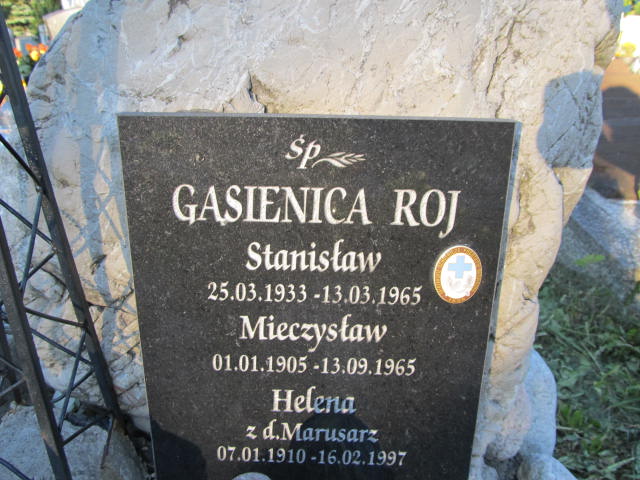 śp
GĄSIENICA ROJ
Stanisław
25.03.1933 - 13.03.1965
Mieczysław
01.01.1905 - 13.09.1965
Helena
z d. Marusarz
07.01.1910 - 16.02.1997